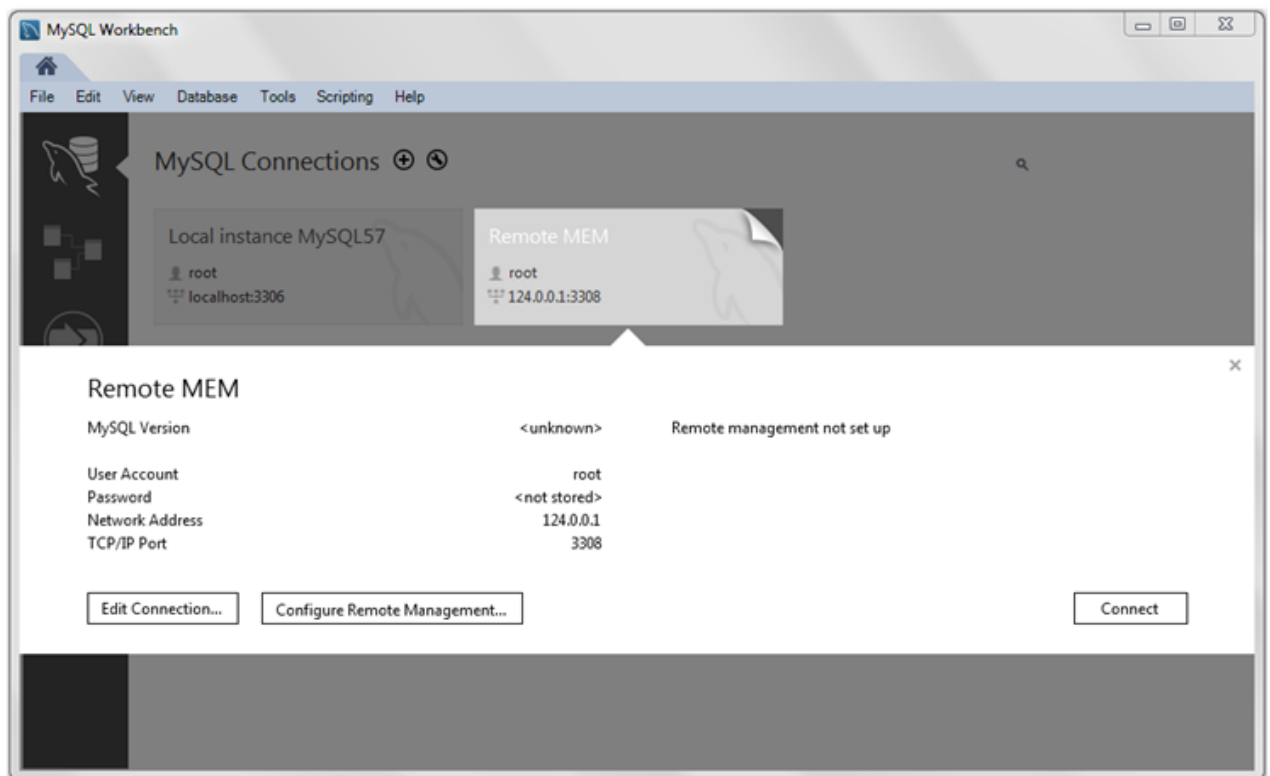 MySQL Workbench
File Edit View Database Tools Scripting Help
MySQL Connections
Local instance MySQL57
root
localhost:3306
Remote MEM
root
124.0.0.1:3308
Remote MEM
MySQL Version <unknown> Remote management not set up
User Account root
Password <not stored>
Network Address 124.0.0.1
TCP/IP Port 3308
Edit Connection... Configure Remote Management... Connect